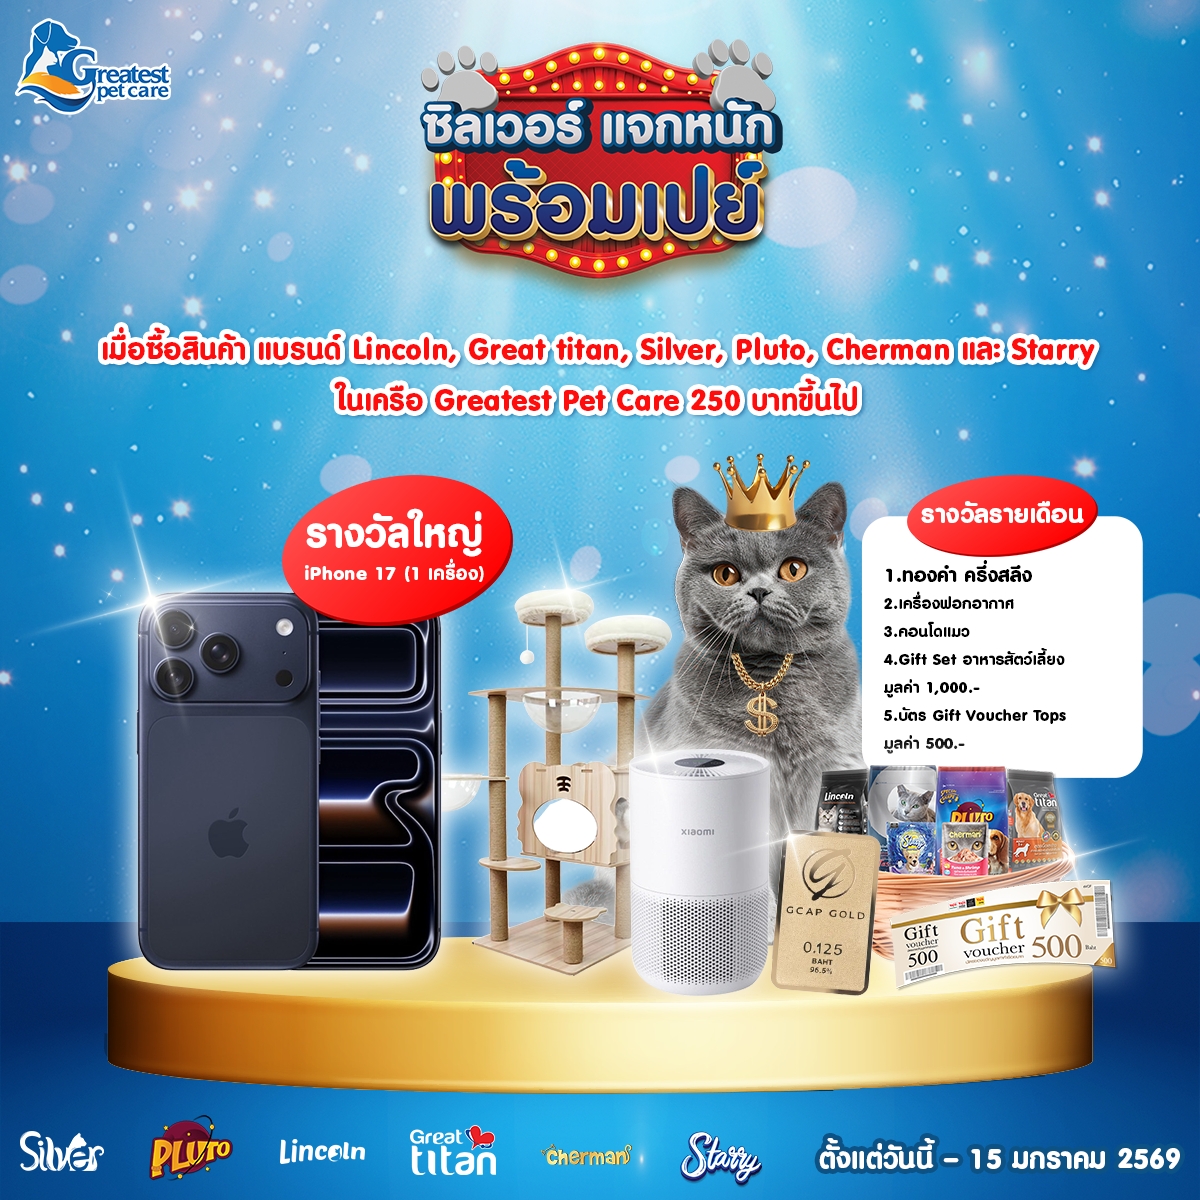 Greatest
pet care
ซิลเวอร์ แจกหนัก
พร้อมเปย์
เมื่อซื้อสินค้า แบรนด์ Lincoln, Great titan, Silver, Pluto, Cherman และ Starry
ในเครือ Greatest Pet Care 250 บาทขึ้นไป
รางวัลใหญ่
iPhone 17 (1 เครื่อง)
รางวัลรายเดือน
1.ทองคำ ครึ่งสลึง
2.เครื่องฟอกอากาศ
3.คอนโดแมว
4.Gift Set อาหารสัตว์เลี้ยง
มูลค่า 1,000.-
5.บัตร Gift Voucher Tops
มูลค่า 500.-
Lincoln
PLUTO
Great
titan
Starry
Cherman
xiaomi
GCAP GOLD
0.125
BAHT
96.5%
Gift
voucher
500
Gift
voucher 500 Baht
500
Silver
PLUTO
Lincoln
Great
titan
Cherman
Starry
ตั้งแต่วันนี้ – 15 มกราคม 2569